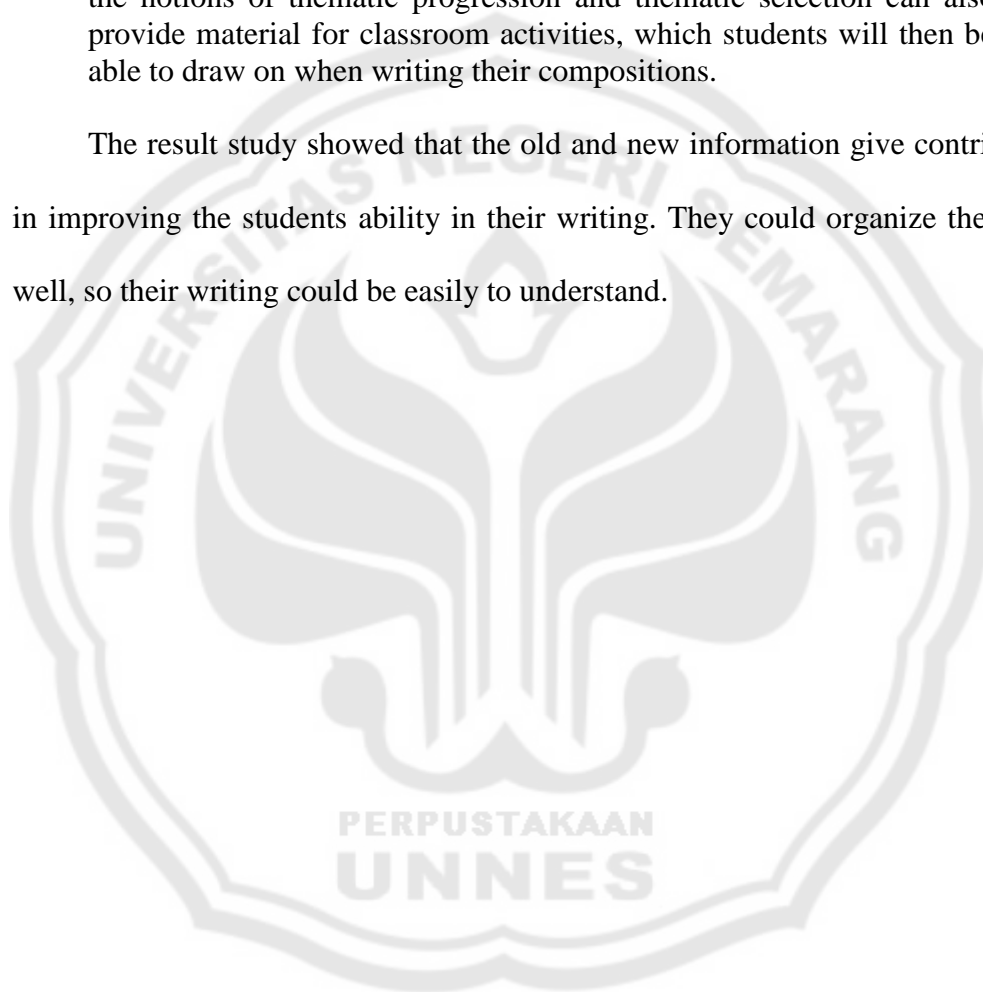 the notions of thematic progression and thematic selection can also
provide material for classroom activities, which students will then be
able to draw on when writing their compositions.
The result study showed that the old and new information give
in improving the students ability in their writing. They could organize
well, so their writing could be easily to understand.
UNIVERSITAS NEGERI SEMARANG
PERPUSTAKAAN
UNNES